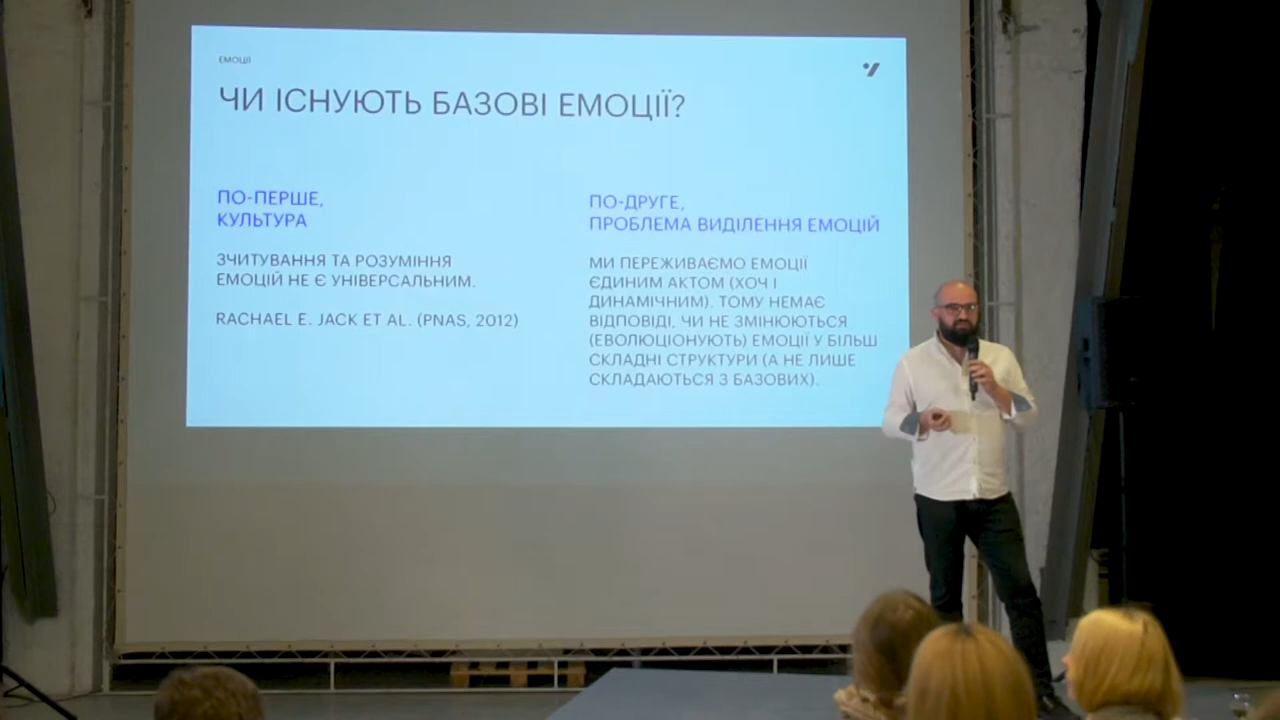 ЕМОЦІЇ
ЧИ ІСНУЮТЬ БАЗОВІ ЕМОЦІЇ?
ПО-ПЕРШЕ,
КУЛЬТУРА
ЗЧИТУВАННЯ ТА РОЗУМІННЯ
ЕМОЦІЙ НЕ Є УНІВЕРСАЛЬНИМ.
RACHAEL E. JACK ET AL. (PNAS, 2012)
ПО-ДРУГЕ,
ПРОБЛЕМА ВИДІЛЕННЯ ЕМОЦІЙ
МИ ПЕРЕЖИВАЄМО ЕМОЦІЇ
ЄДИНИМ АКТОМ (ХОЧ І
ДИНАМІЧНИМ). ТОМУ НЕМАЄ
ВІДПОВІДІ, ЧИ НЕ ЗМІНЮЮТЬСЯ
(ЕВОЛЮЦІОНУЮТЬ) ЕМОЦІЇ У БІЛЬШ
СКЛАДНІ СТРУКТУРИ (А НЕ ЛИШЕ
СКЛАДАЮТЬСЯ З БАЗОВИХ).